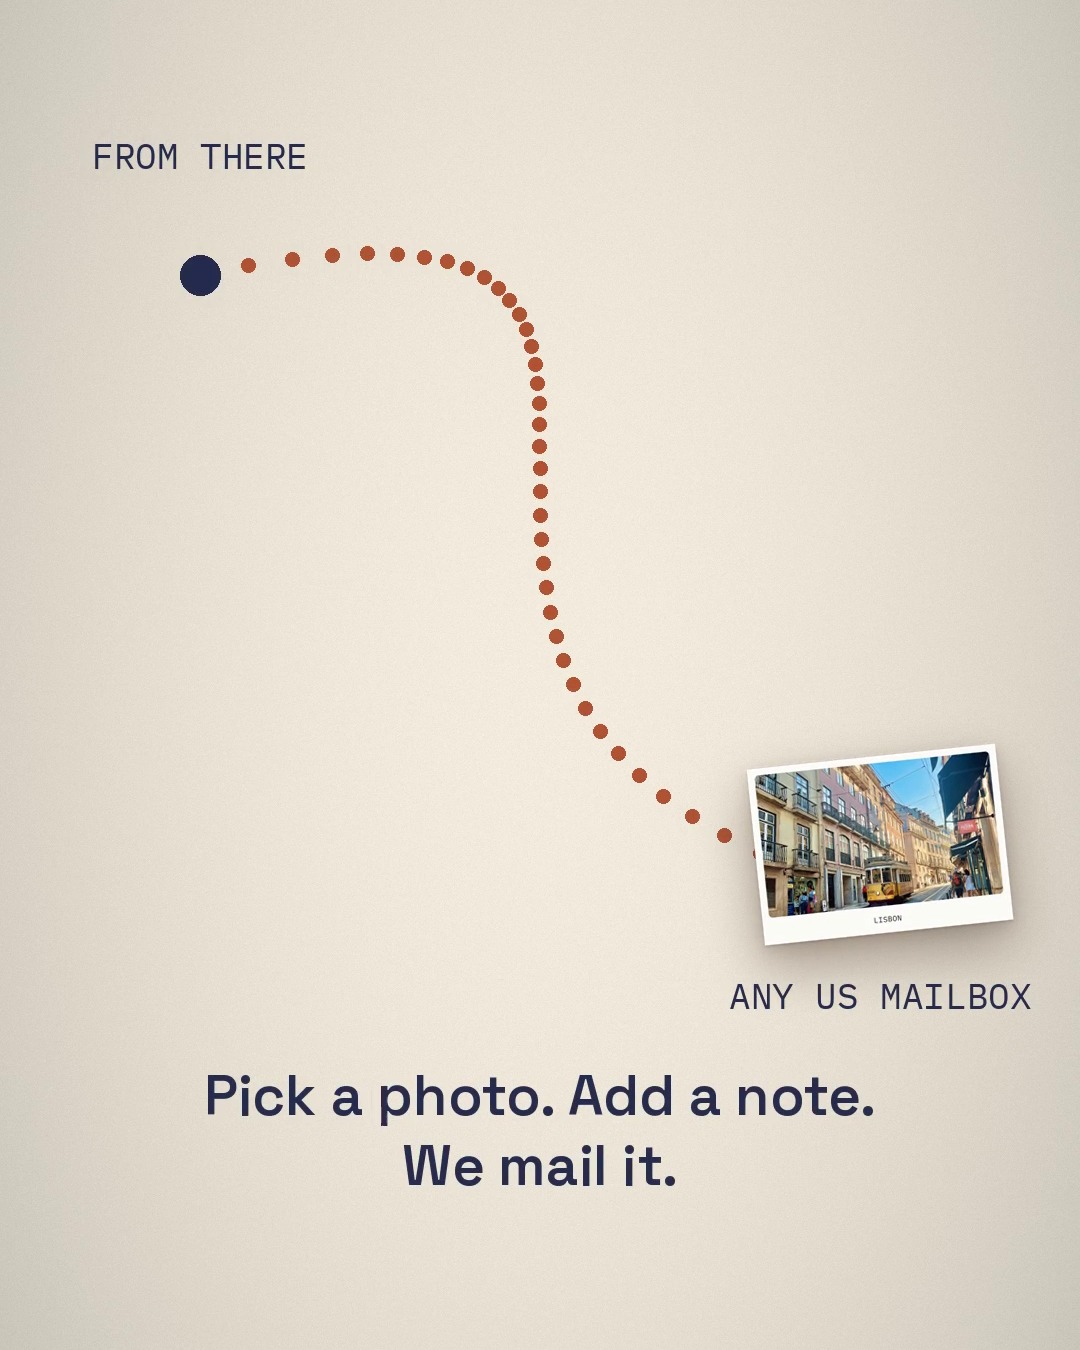 FROM THERE
LISBON
ANY US MAILBOX
Pick a photo. Add a note.
We mail it.